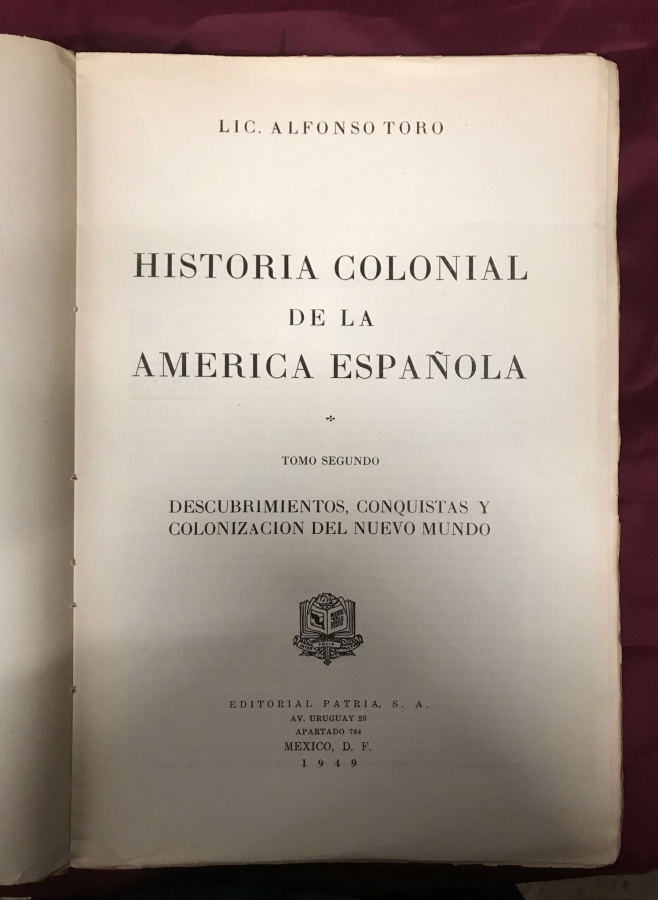 LIC. ALFONSO TORO
HISTORIA COLONIAL
DE LA
AMERICA ESPAÑOLA
TOMO SEGUNDO
DESCUBRIMIENTOS, CONQUISTAS Y
COLONIZACION DEL NUEVO MUNDO
EDITORIAL PATRIA, S. A.
AV. URUGUAY 25
APARTADO 784
MEXICO, D. F.
1949